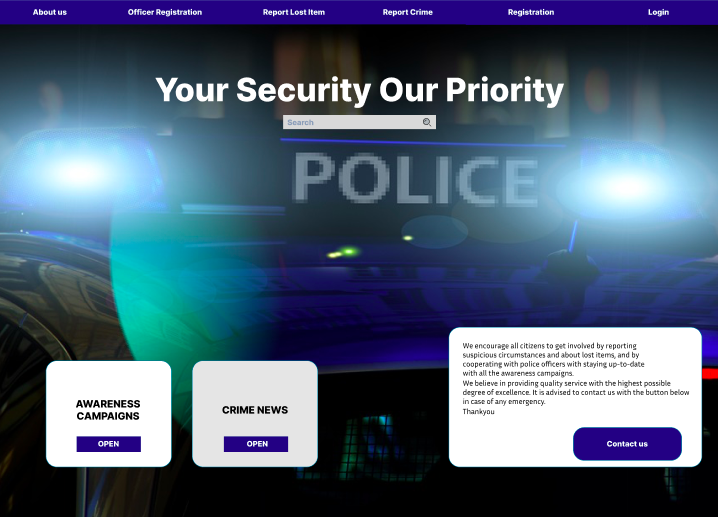 About us Officer Registration Report Lost Item Report Crime Registration Login
Your Security Our Priority
Search
POLICE
We encourage all citizens to get involved by reporting
suspicious circumstances and about lost items, and by
cooperating with police officers with staying up-to-date
with all the awareness campaigns.
We believe in providing quality service with the highest possible
degree of excellence. It is advised to contact us with the button below
in case of any emergency.
Thankyou
Contact us
AWARENESS
CAMPAIGNS
OPEN
CRIME NEWS
OPEN